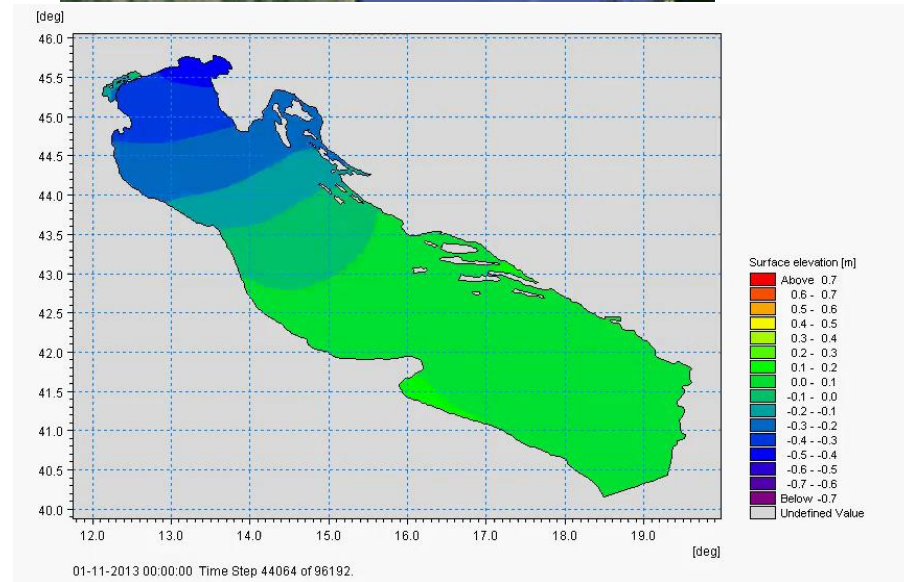 [deg]
46.0
45.5
45.0
44.5
44.0
43.5
43.0
42.5
42.0
41.5
41.0
40.5
40.0
12.0 13.0 14.0 15.0 16.0 17.0 18.0 19.0
[deg]
01-11-2013 00:00:00 Time Step 44064 of 96192.
Surface elevation [m]
Above 0.7
0.6 - 0.7
0.5 - 0.6
0.4 - 0.5
0.3 - 0.4
0.2 - 0.3
0.1 - 0.2
0.0 - 0.1
-0.1 - 0.0
-0.2 - -0.1
-0.3 - -0.2
-0.4 - -0.3
-0.5 - -0.4
-0.6 - -0.5
-0.7 - -0.6
Below -0.7
Undefined Value